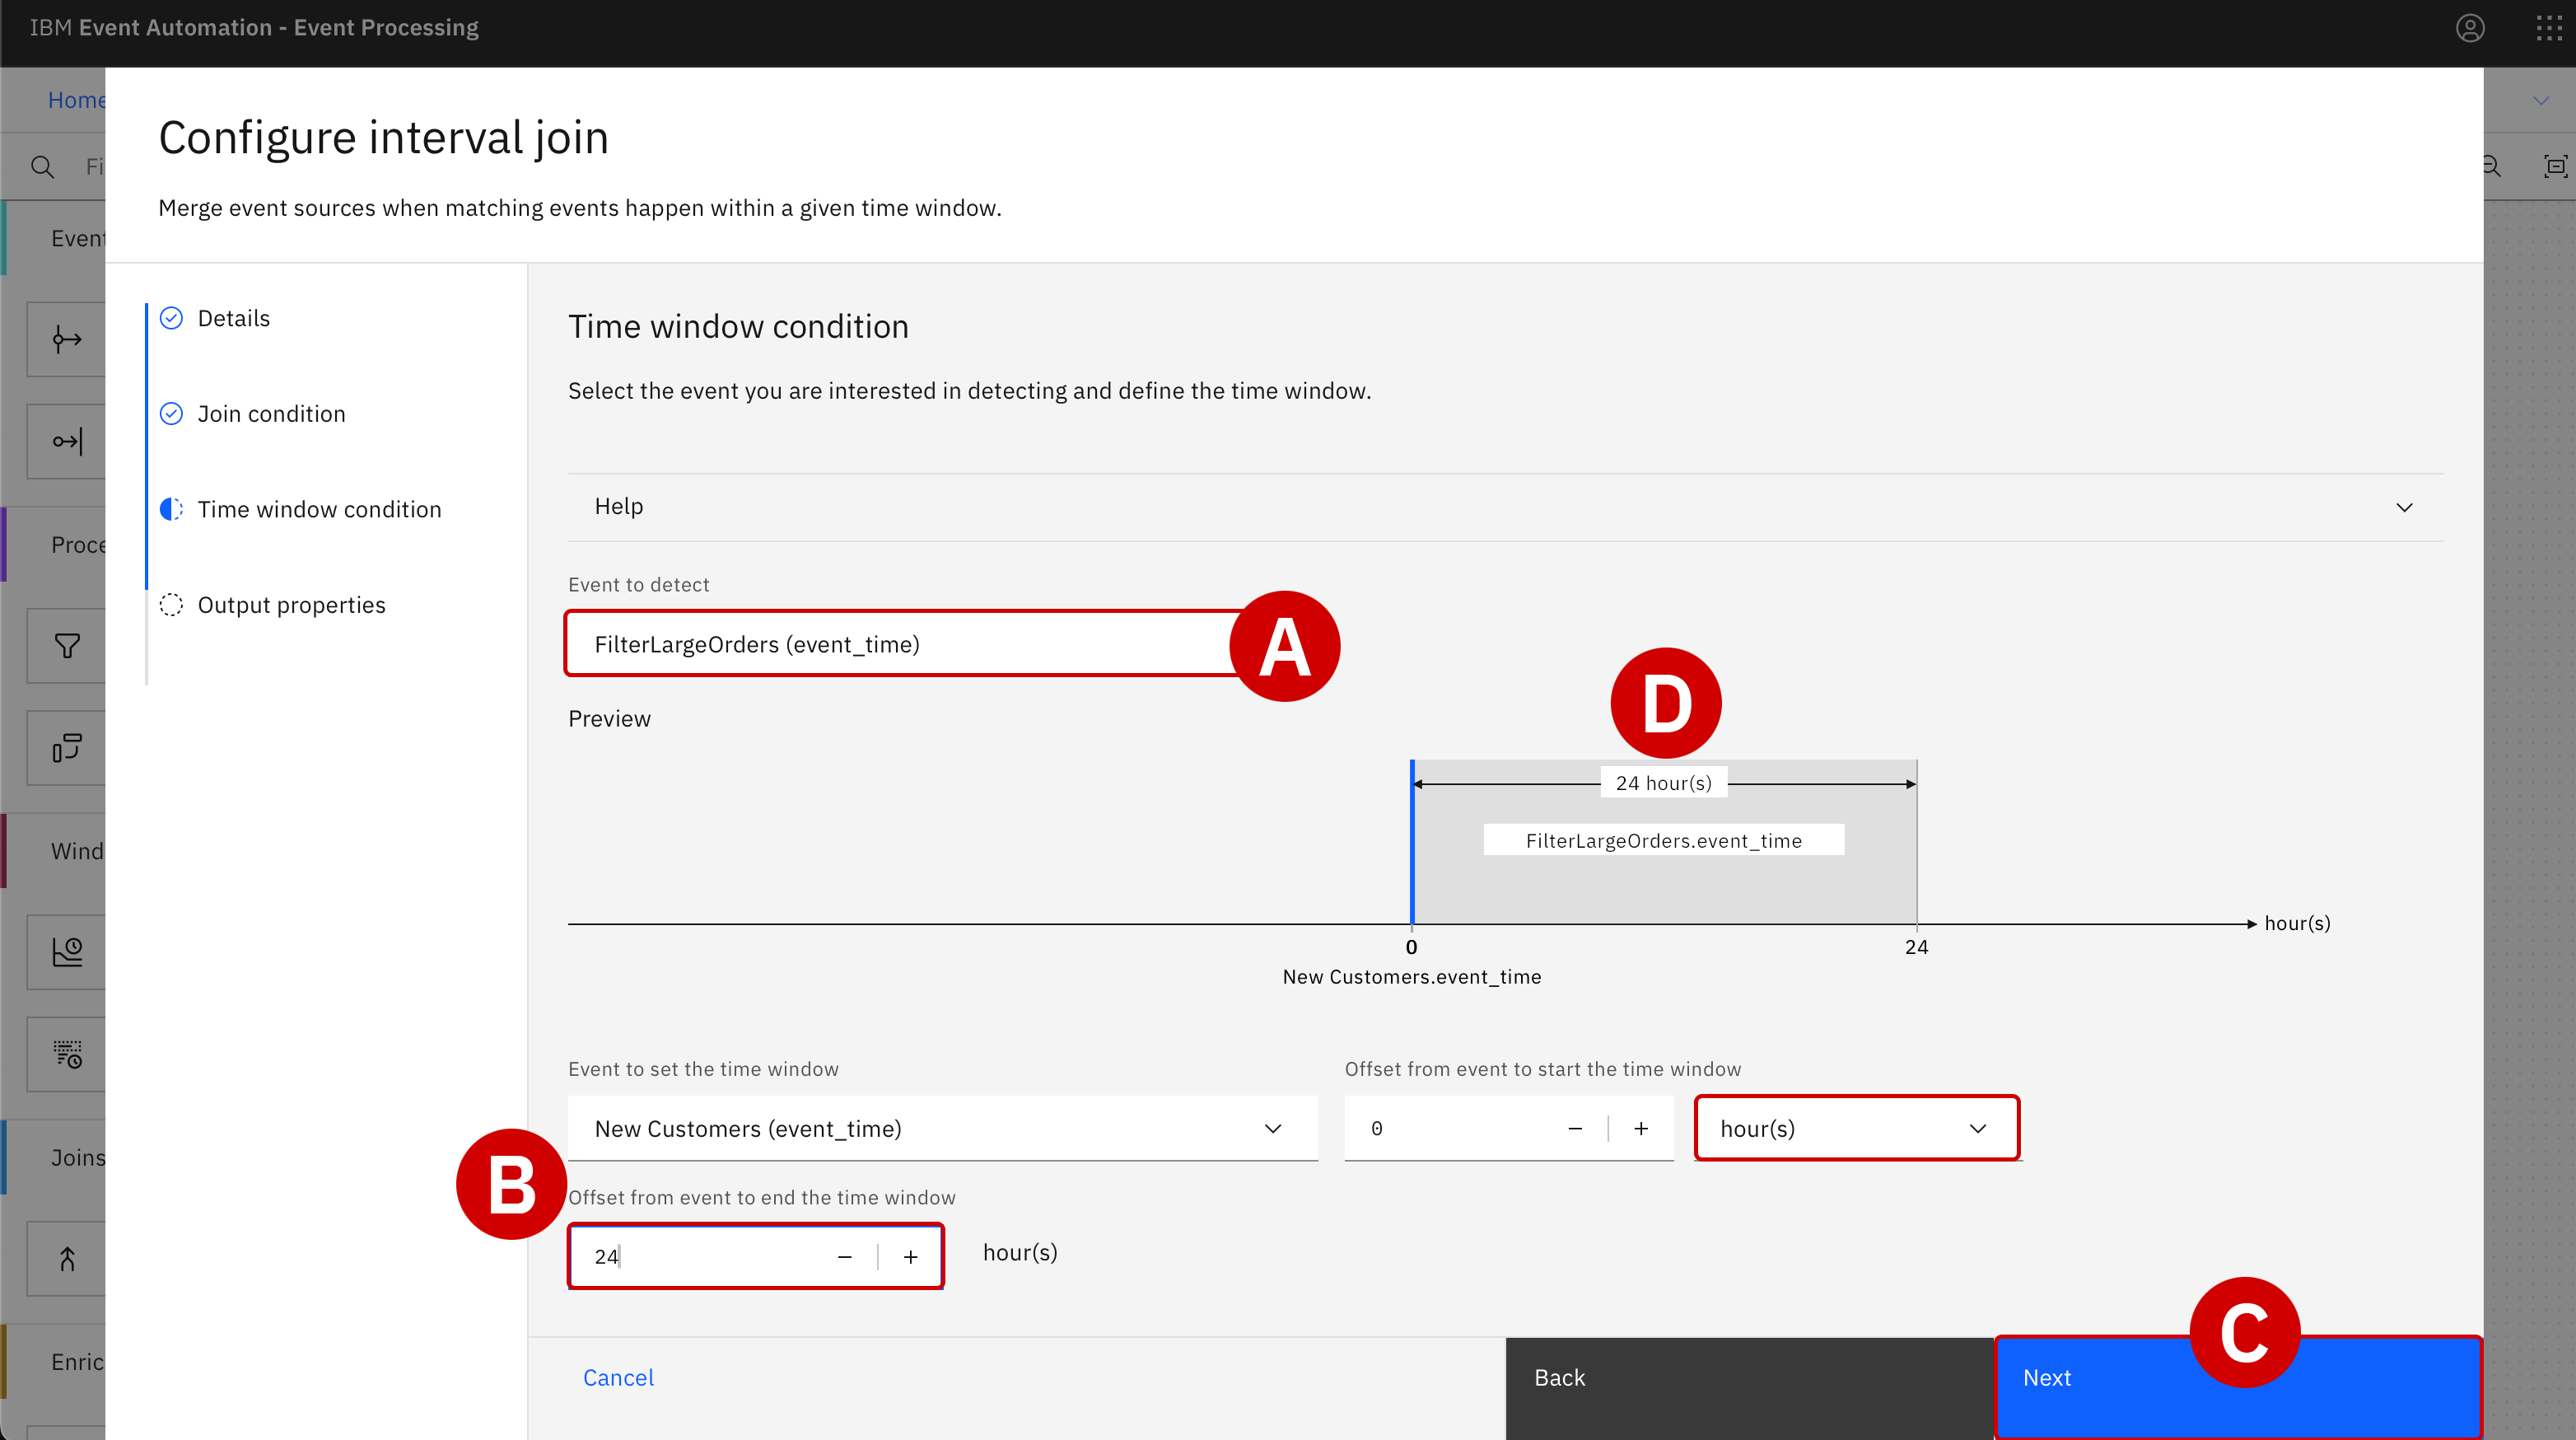 IBM Event Automation - Event Processing
Home
Fi
Configure interval join
Merge event sources when matching events happen within a given time window.
Event
Proce
Wind
Joins
Enric
Details
Join condition
Time window condition
Output properties
Time window condition
Select the event you are interested in detecting and define the time window.
Help
Event to detect
FilterLargeOrders (event_time)
A
Preview
D
24 hour(s)
FilterLargeOrders.event_time
hour(s)
0
24
New Customers.event_time
Event to set the time window
Offset from event to start the time window
New Customers (event_time)
0
hour(s)
B
Offset from event to end the time window
24
hour(s)
Cancel
Back
Next
C